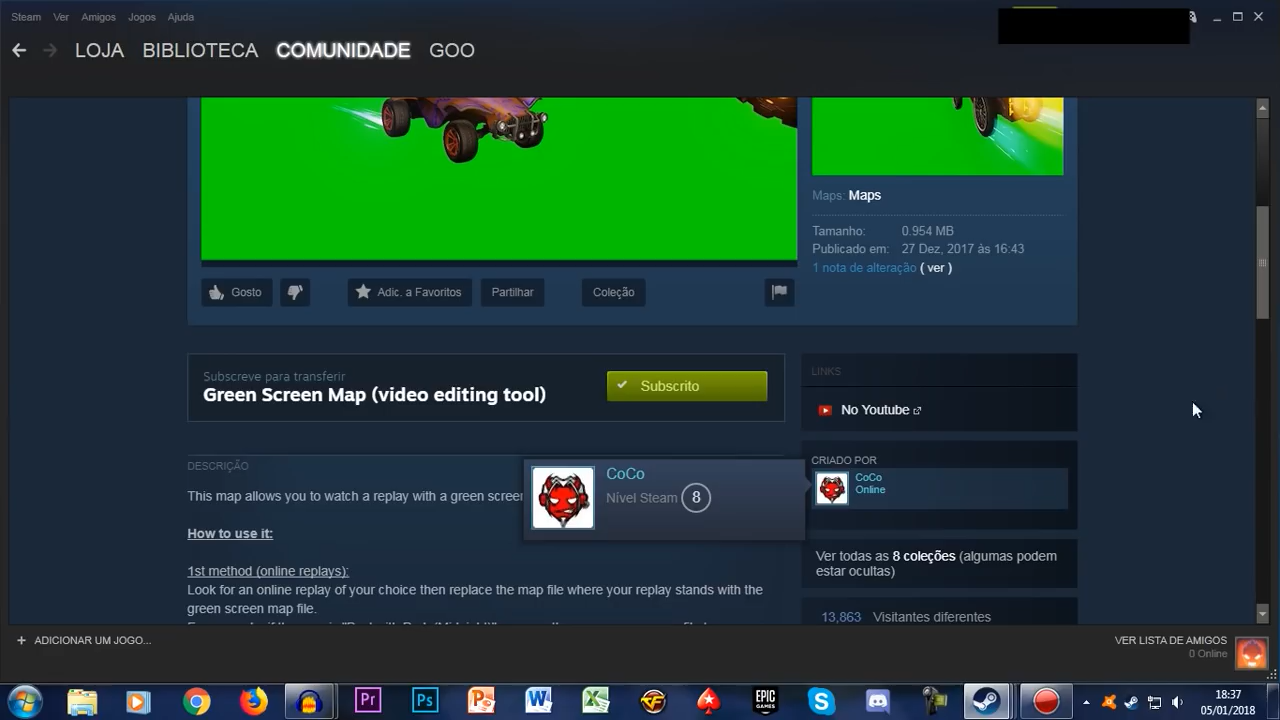 Steam Ver Amigos Jogos Ajuda
LOJA BIBLIOTECA COMUNIDADE GOO
Maps: Maps
Tamanho: 0.954 MB
Publicado em: 27 Dez, 2017 às 16:43
1 nota de alteração ( ver )
Gosto Adic. a Favoritos Partilhar Coleção
Subscreve para transferir
Green Screen Map (video editing tool)
Subscrito
LINKS
No Youtube
DESCRIÇÃO
This map allows you to watch a replay with a green screen
CoCo
Nível Steam 8
CRIADO POR
CoCo
Online
How to use it:
1st method (online replays):
Look for an online replay of your choice then replace the map file where your replay stands with the
green screen map file.
Ver todas as 8 coleções (algumas podem
estar ocultas)
13,863 Visitantes diferentes
+ ADICIONAR UM JOGO...
VER LISTA DE AMIGOS
0 Online
Pr Ps EPIC GAMES
18:37
05/01/2018